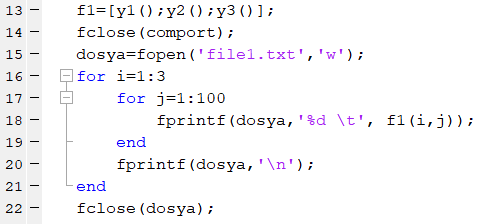 13 — f1=[y1();y2();y3()];
14 — fclose(comport);
15 — dosya=fopen('file1.txt','w');
16 — for i=1:3
17 — for j=1:100
18 — fprintf(dosya,'%d \t', f1(i,j));
19 — end
20 — fprintf(dosya,'\n');
21 — end
22 — fclose(dosya);